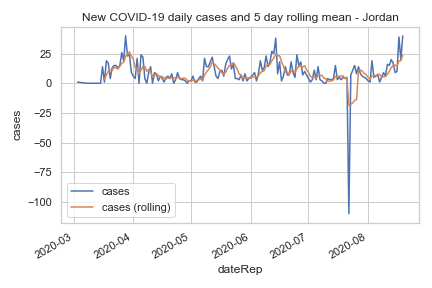 New COVID-19 daily cases and 5 day rolling mean - Jordan
25
0
−25
−50
−75
−100
cases
cases
cases (rolling)
2020-03
2020-04
2020-05
2020-06
2020-07
2020-08
dateRep